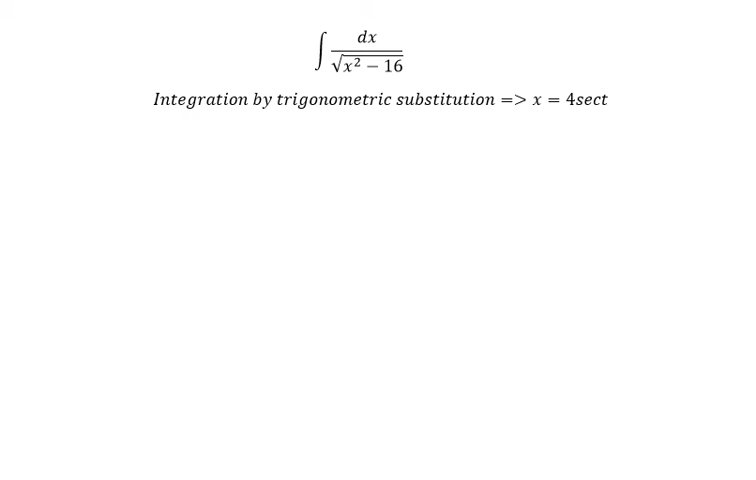 ∫ dx / √(x² − 16)
Integration by trigonometric substitution => x = 4sect